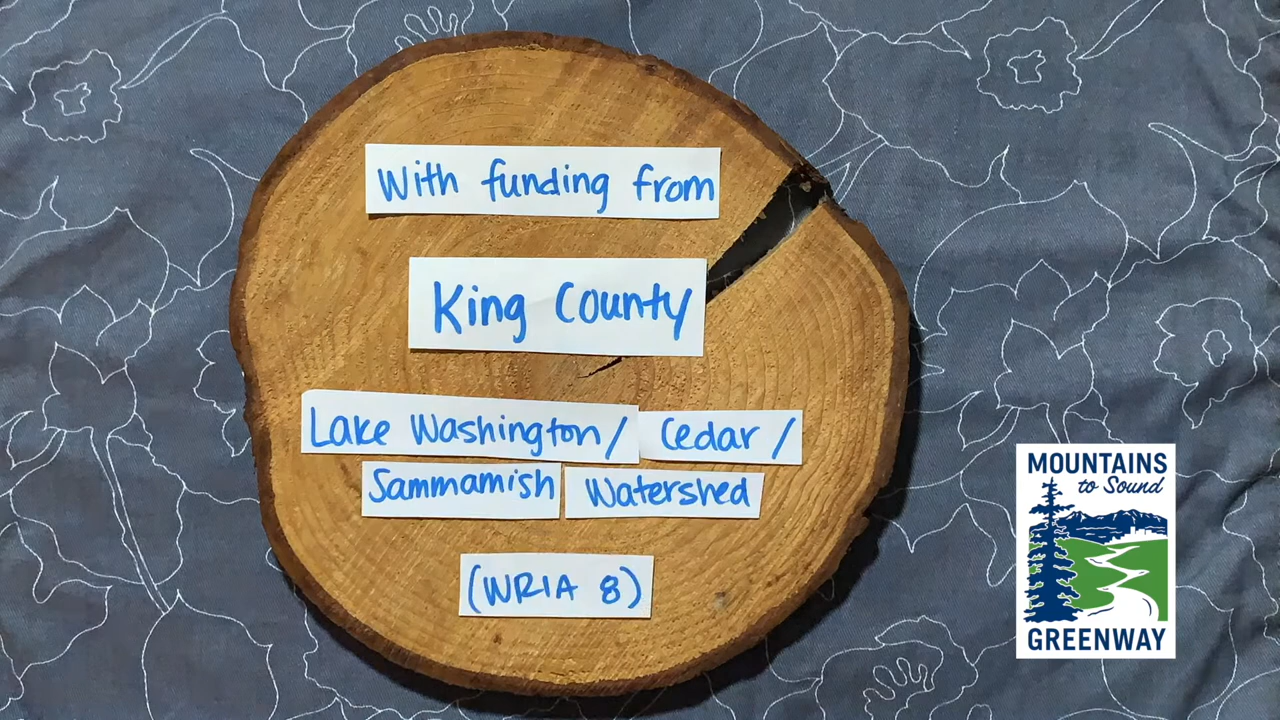 With funding from
King County
Lake Washington/ Cedar /
Sammamish Watershed
(WRIA 8)
MOUNTAINS
to Sound
GREENWAY